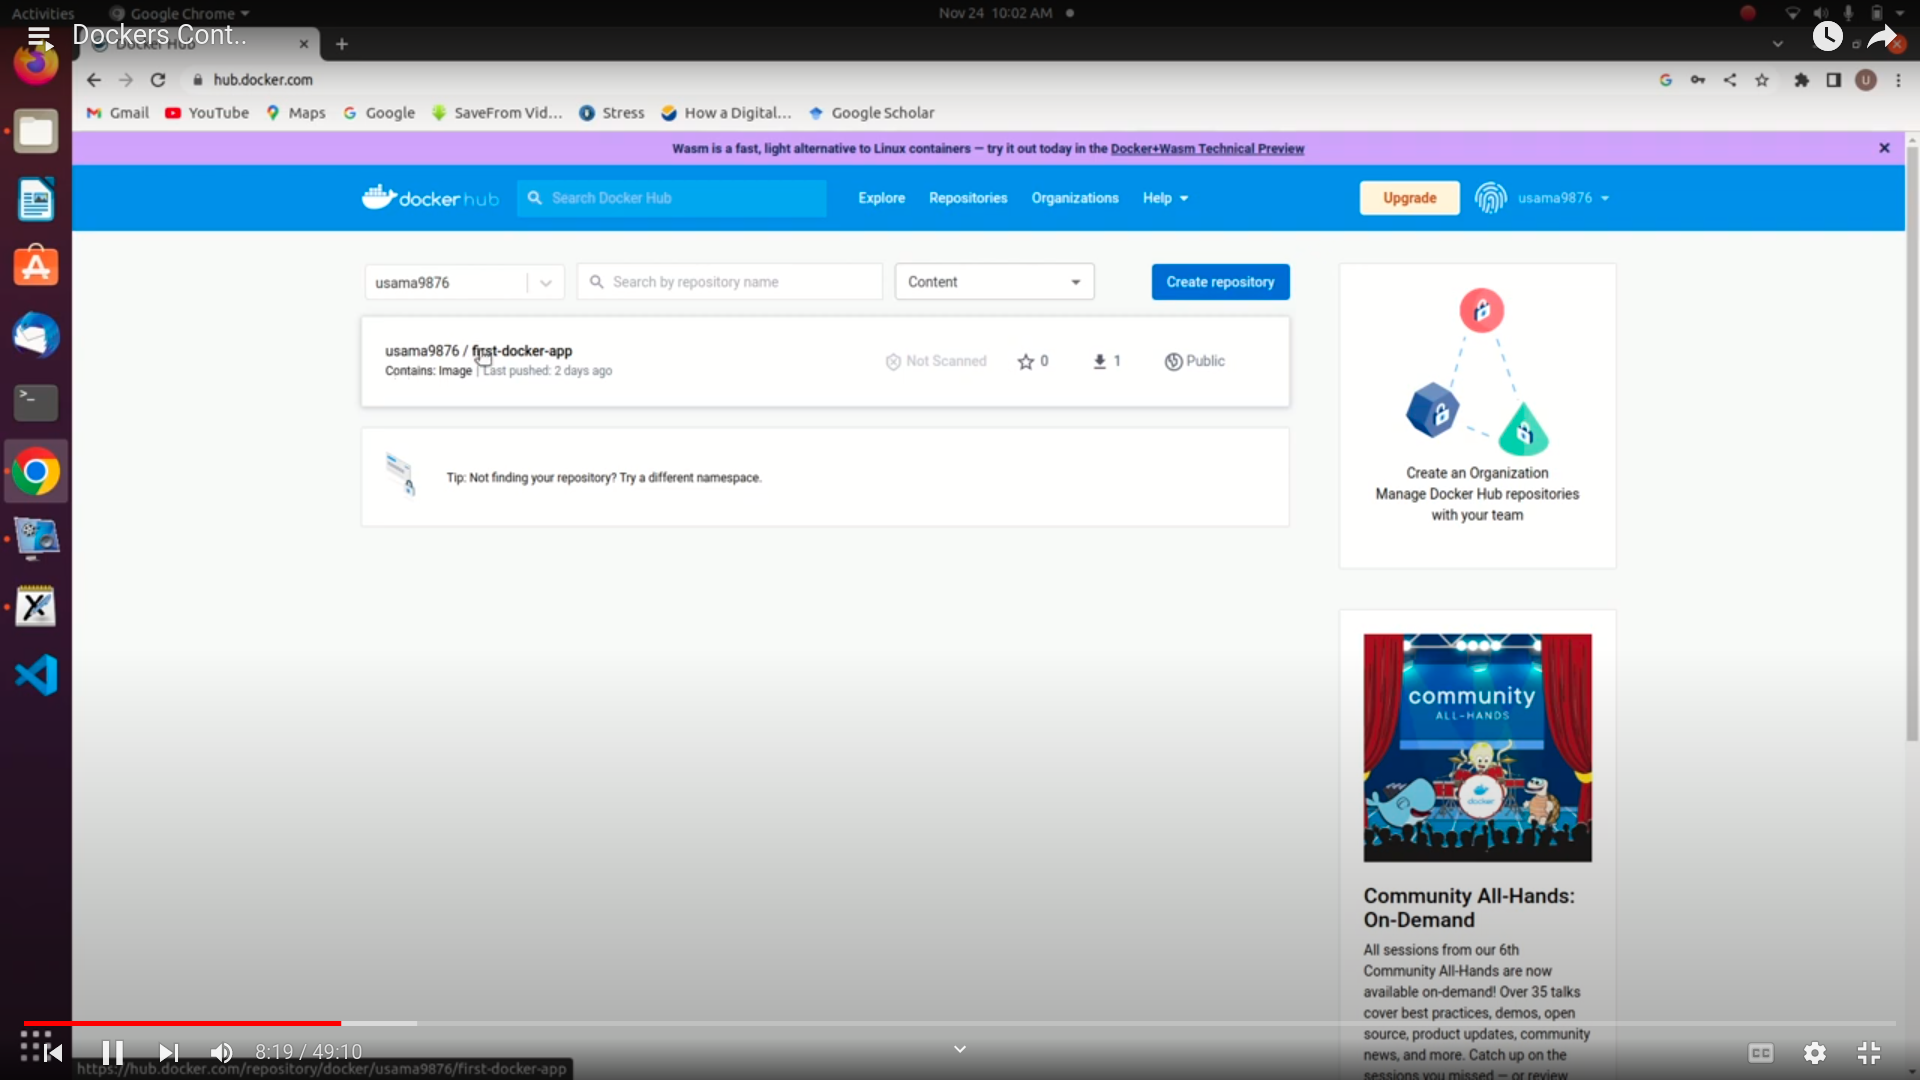 Activities
Google Chrome
Nov 24 10:02 AM
Dockers Cont..
hub.docker.com
U
Gmail
YouTube
Maps
Google
SaveFrom Vid...
Stress
How a Digital...
Google Scholar
Wasm is a fast, light alternative to Linux containers — try it out today in the Docker+Wasm Technical Preview
docker hub
Search Docker Hub
Explore
Repositories
Organizations
Help
Upgrade
usama9876
usama9876
Search by repository name
Content
Create repository
usama9876 / first-docker-app
Contains: Image | Last pushed: 2 days ago
Not Scanned
0
1
Public
Tip: Not finding your repository? Try a different namespace.
Create an Organization
Manage Docker Hub repositories
with your team
community
ALL-HANDS
docker
Community All-Hands:
On-Demand
All sessions from our 6th
Community All-Hands are now
available on-demand! Over 35 talks
cover best practices, demos, open
source, product updates, community
news, and more. Catch up on the
sessions you missed — or review
8:19 / 49:10
CC
https://hub.docker.com/repository/docker/usama9876/first-docker-app